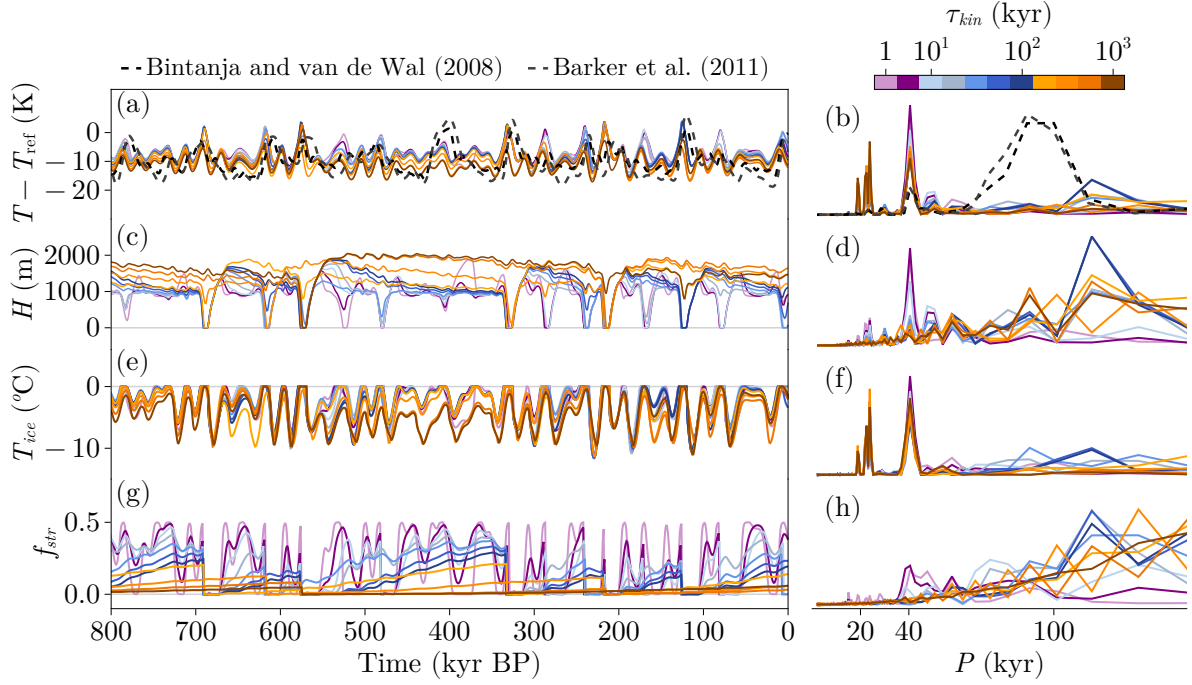 τkin (kyr)
1 10¹ 10² 10³
Bintanja and van de Wal (2008) Barker et al. (2011)
(a)
T − Tref (K)
0
−10
−20
(b)
(c)
H (m)
2000
1000
0
(d)
(e)
Tice (°C)
0
−10
(f)
(g)
fstr
0.5
0.0
(h)
800 700 600 500 400 300 200 100 0
Time (kyr BP)
20 40 100
P (kyr)